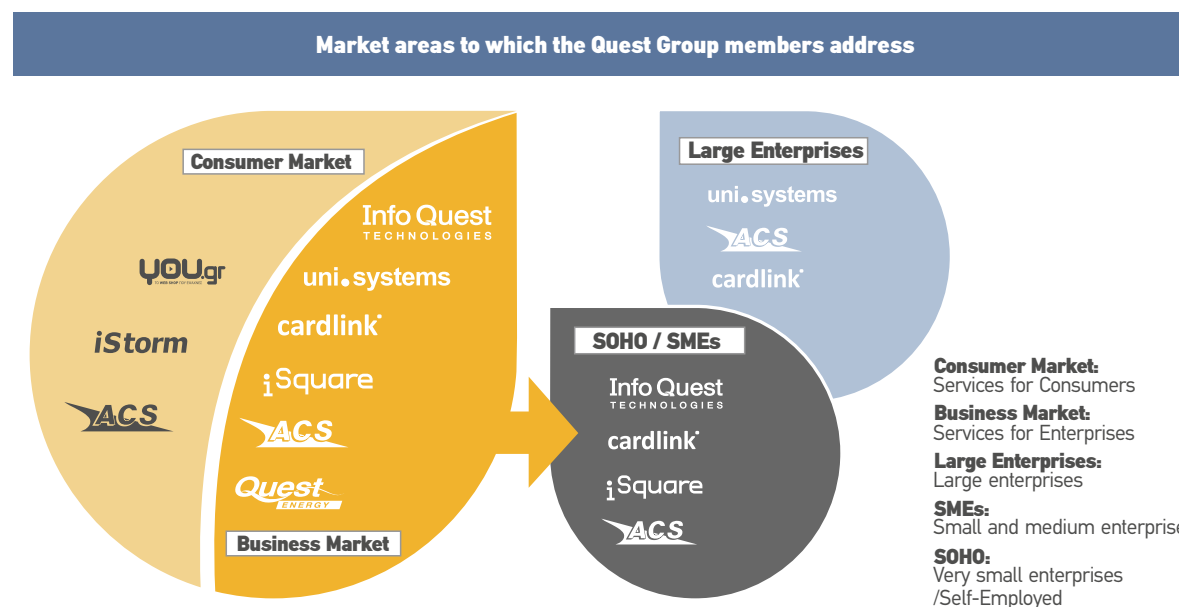 Market areas to which the Quest Group members address
Consumer Market
YOU.gr
iStorm
ACS
Info Quest
TECHNOLOGIES
uni.systems
cardlink
iSquare
ACS
Quest
ENERGY
Business Market
Large Enterprises
uni.systems
ACS
cardlink
SOHO / SMEs
Info Quest
TECHNOLOGIES
cardlink
iSquare
ACS
Consumer Market:
Services for Consumers
Business Market:
Services for Enterprises
Large Enterprises:
Large enterprises
SMEs:
Small and medium enterprise
SOHO:
Very small enterprises
/Self-Employed